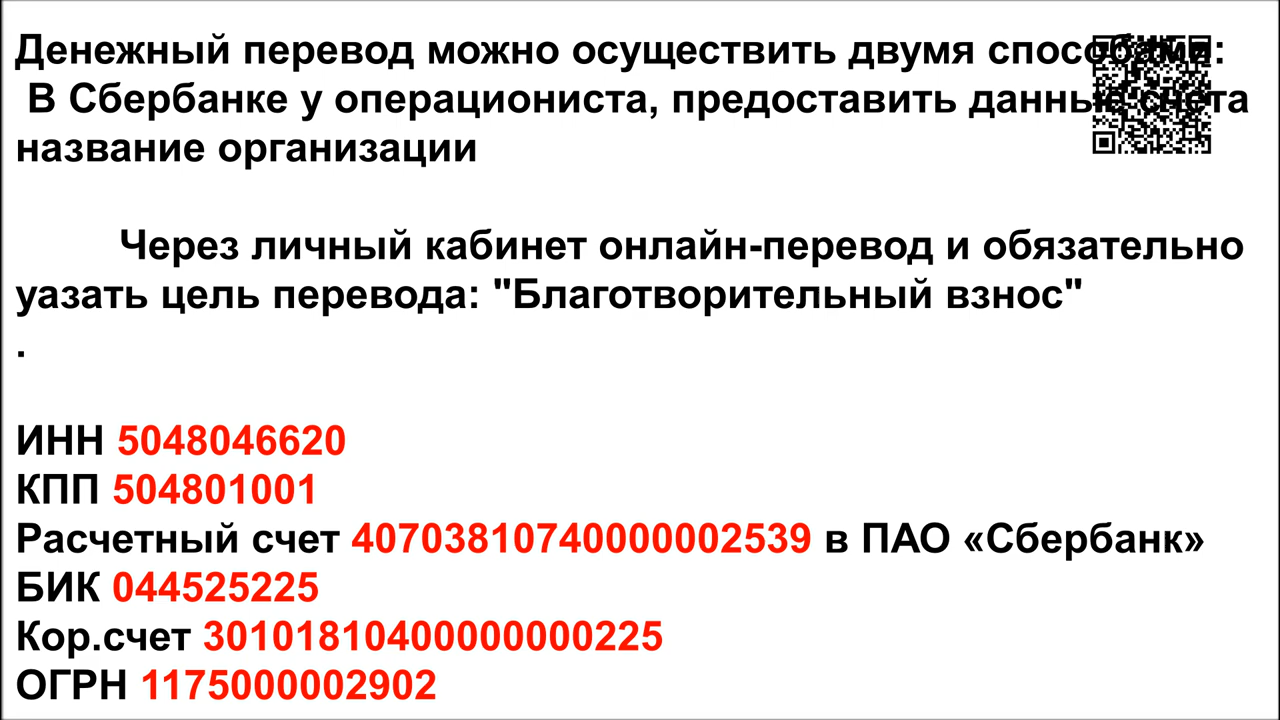 Денежный перевод можно осуществить двумя способами:
В Сбербанке у операциониста, предоставить данные счета
название организации
Через личный кабинет онлайн-перевод и обязательно
уазать цель перевода: "Благотворительный взнос"
.
ИНН 5048046620
КПП 504801001
Расчетный счет 40703810740000002539 в ПАО «Сбербанк»
БИК 044525225
Кор.счет 30101810400000000225
ОГРН 1175000002902